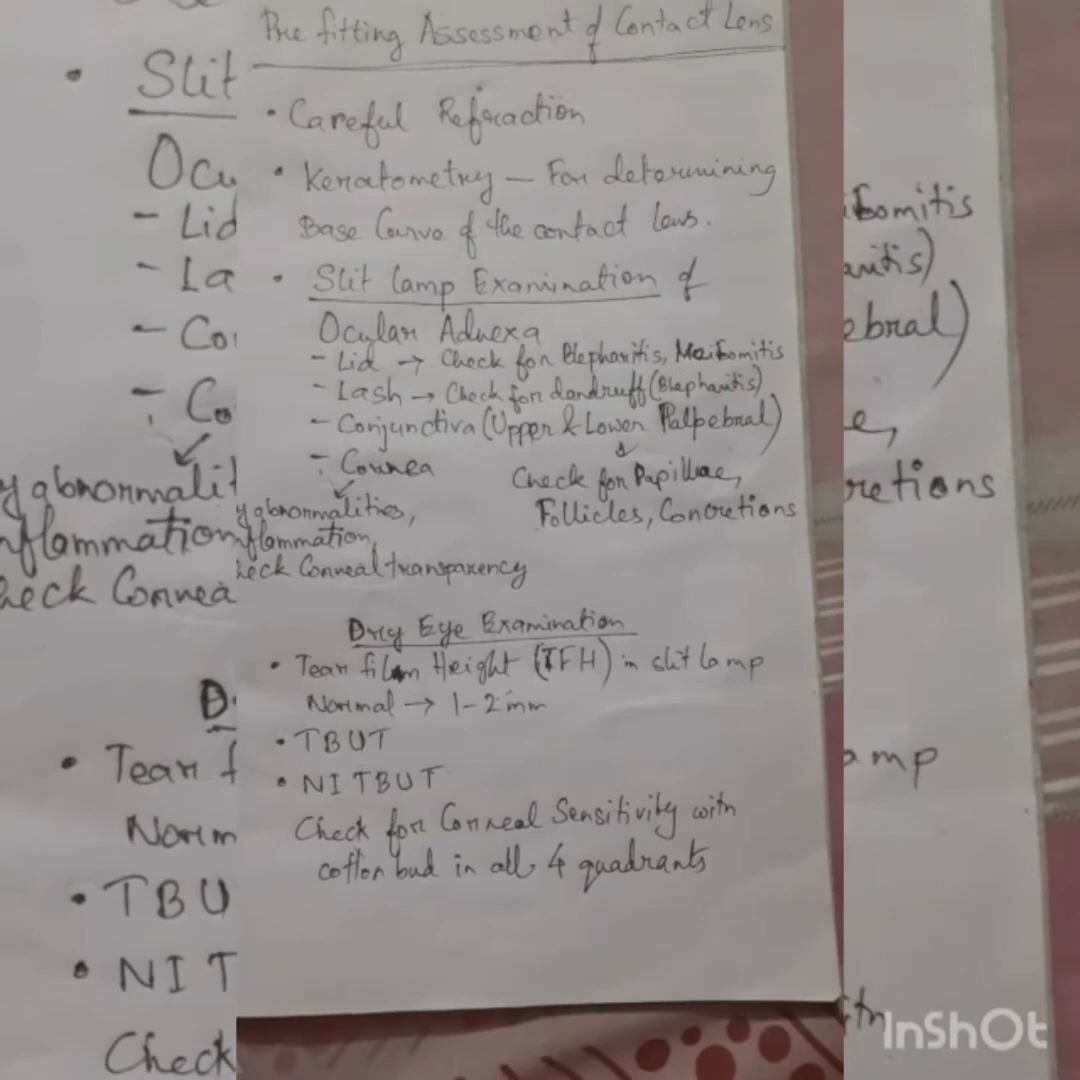 Pre fitting Assessment of Contact Lens
• Careful Refraction
• Keratometry – For determining
Base Curve of the contact lens.
• Slit Lamp Examination of
Ocular Adnexa
- Lid → Check for Blepharitis, Meibomitis
- Lash → Check for dandruff (Blepharitis)
- Conjunctiva (Upper & Lower Palpebral)
- Cornea
Check for Papillae,
Follicles, Concretions
y abnormalities,
nflammation,
heck Corneal transparency
Dry Eye Examination
• Tear film Height (TFH) in slit lamp
Normal → 1-2 mm
• TBUT
• NITBUT
Check for Corneal Sensitivity with
cotton bud in all 4 quadrants
InShOt